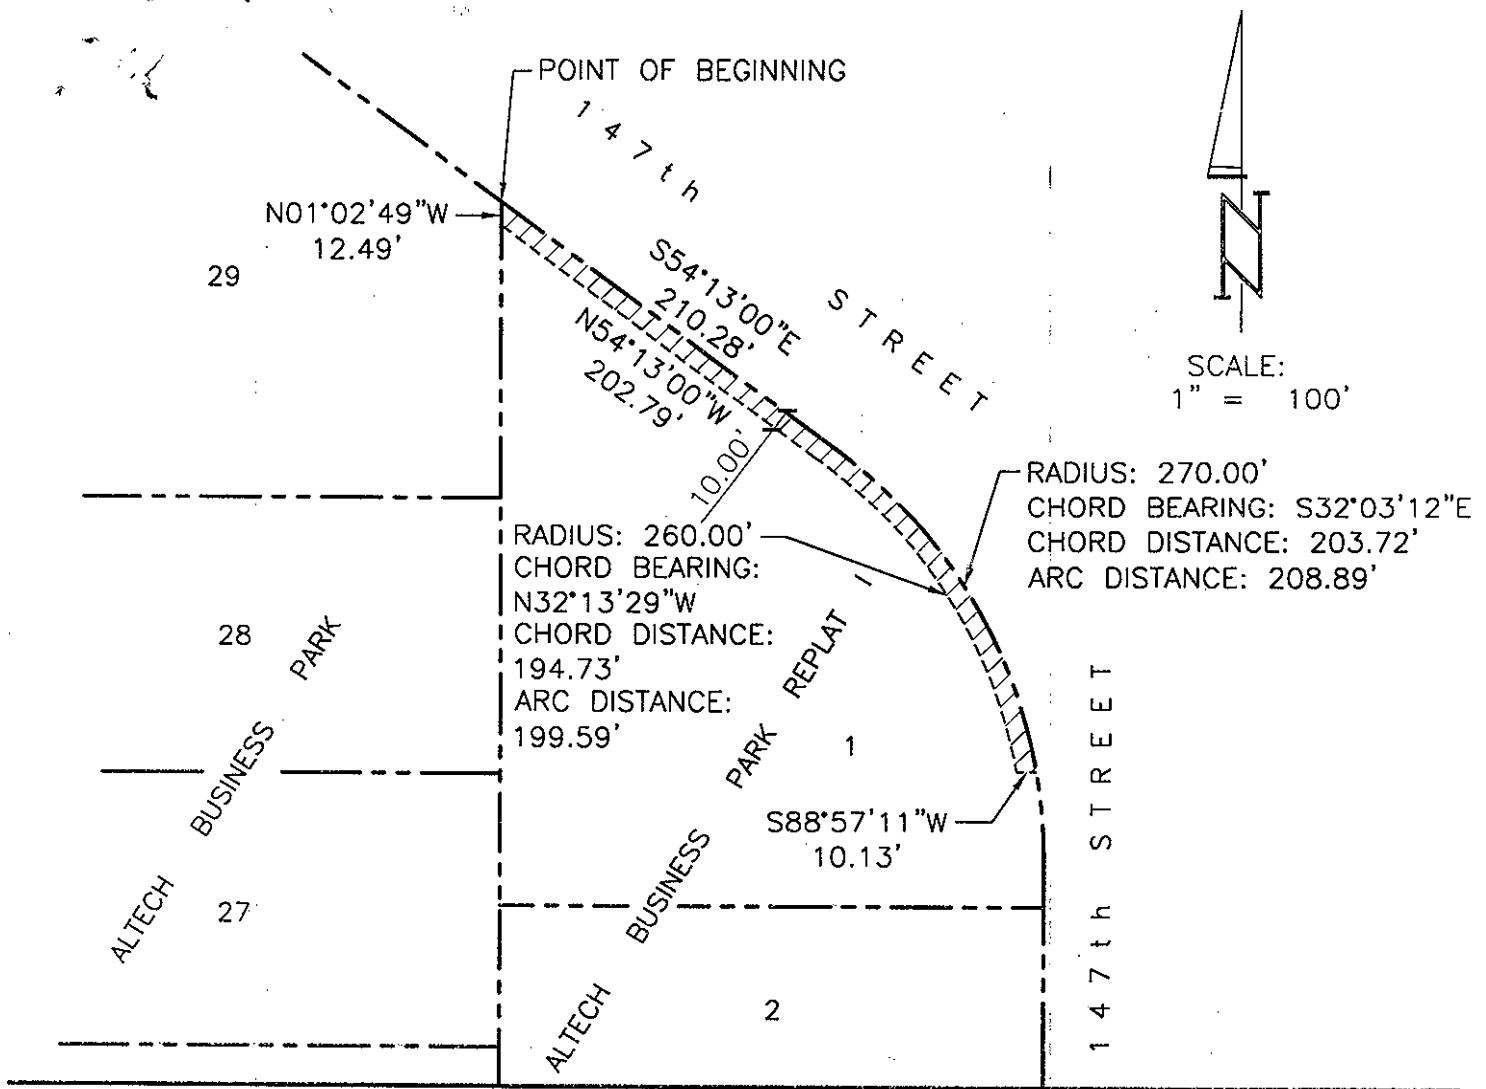 POINT OF BEGINNING
147th STREET
N01°02'49"W
12.49'
29
S54°13'00"E
210.28'
N54°13'00"W
202.79'
10.00'
N
SCALE:
1" = 100'
RADIUS: 270.00'
CHORD BEARING: S32°03'12"E
CHORD DISTANCE: 203.72'
ARC DISTANCE: 208.89'
RADIUS: 260.00'
CHORD BEARING:
N32°13'29"W
CHORD DISTANCE:
194.73'
ARC DISTANCE:
199.59'
28
ALTECH BUSINESS PARK
ALTECH BUSINESS PARK REPLAT I
1
S88°57'11"W
10.13'
147th STREET
27
2